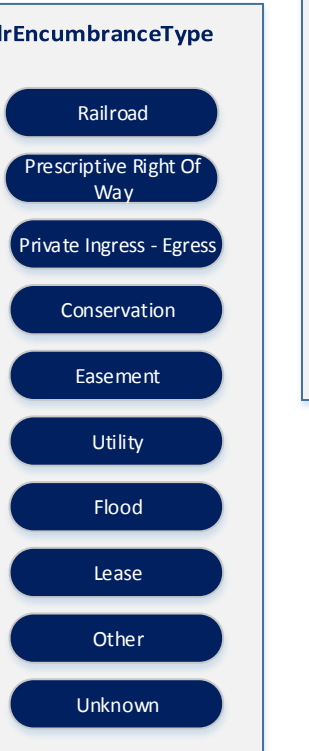 lrEncumbranceType
Railroad
Prescriptive Right Of
Way
Private Ingress - Egress
Conservation
Easement
Utility
Flood
Lease
Other
Unknown